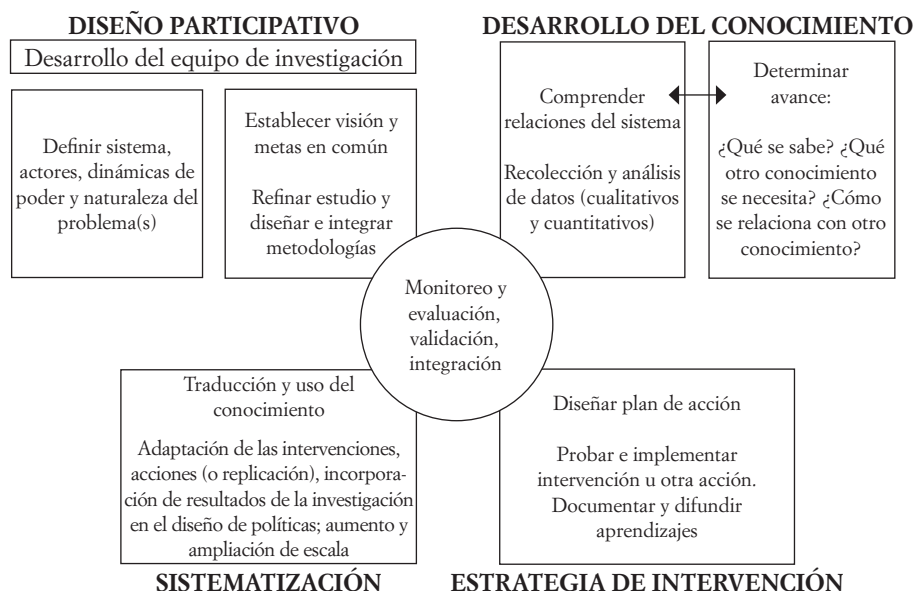 DISEÑO PARTICIPATIVO
Desarrollo del equipo de investigación
Definir sistema,
actores, dinámicas de
poder y naturaleza del
problema(s)
Establecer visión y
metas en común
Refinar estudio y
diseñar e integrar
metodologías
DESARROLLO DEL CONOCIMIENTO
Comprender
relaciones del sistema
Recolección y análisis
de datos (cualitativos
y cuantitativos)
Determinar
avance:
¿Qué se sabe? ¿Qué
otro conocimiento
se necesita? ¿Cómo
se relaciona con otro
conocimiento?
Monitoreo y
evaluación,
validación,
integración
Traducción y uso del
conocimiento
Adaptación de las intervenciones,
acciones (o replicación), incorpora-
ción de resultados de la investigación
en el diseño de políticas; aumento y
ampliación de escala
SISTEMATIZACIÓN
Diseñar plan de acción
Probar e implementar
intervención u otra acción.
Documentar y difundir
aprendizajes
ESTRATEGIA DE INTERVENCIÓN